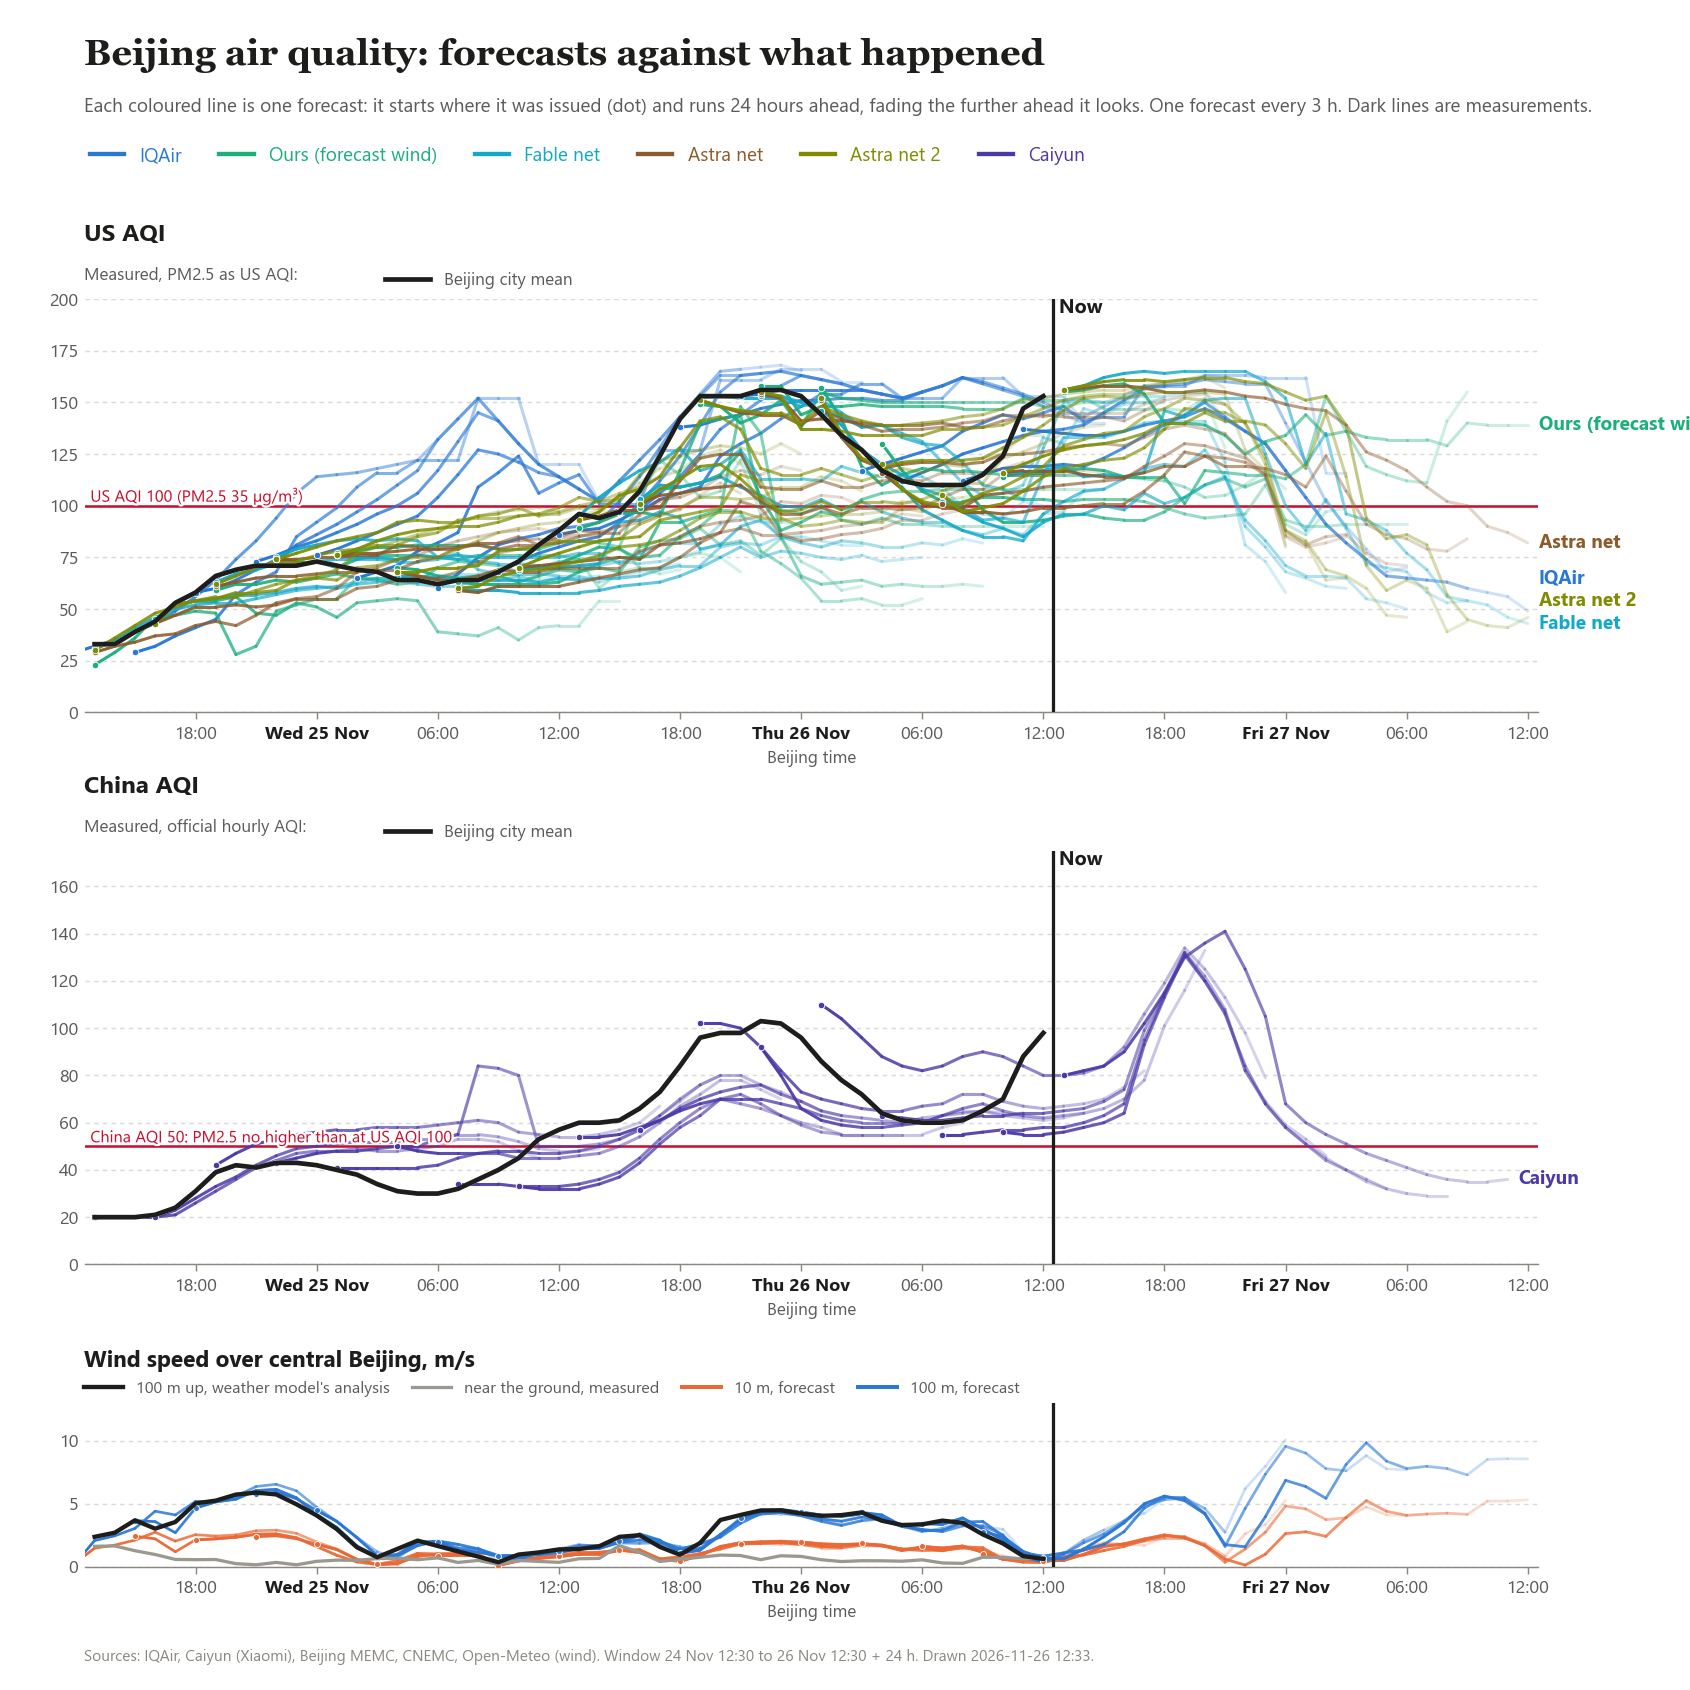 Beijing air quality: forecasts against what happened
Each coloured line is one forecast: it starts where it was issued (dot) and runs 24 hours ahead, fading the further ahead it looks. One forecast every 3 h. Dark lines are measurements.
IQAir Ours (forecast wind) Fable net Astra net Astra net 2 Caiyun
US AQI
Measured, PM2.5 as US AQI: Beijing city mean
200
Now
175
150
Ours (forecast wi
125
US AQI 100 (PM2.5 35 µg/m³)
100
Astra net
75
IQAir
Astra net 2
50
Fable net
25
0
18:00 Wed 25 Nov 06:00 12:00 18:00 Thu 26 Nov 06:00 12:00 18:00 Fri 27 Nov 06:00 12:00
Beijing time
China AQI
Measured, official hourly AQI: Beijing city mean
Now
160
140
120
100
80
60
China AQI 50: PM2.5 no higher than at US AQI 100
40
Caiyun
20
0
18:00 Wed 25 Nov 06:00 12:00 18:00 Thu 26 Nov 06:00 12:00 18:00 Fri 27 Nov 06:00 12:00
Beijing time
Wind speed over central Beijing, m/s
100 m up, weather model's analysis near the ground, measured 10 m, forecast 100 m, forecast
10
5
0
18:00 Wed 25 Nov 06:00 12:00 18:00 Thu 26 Nov 06:00 12:00 18:00 Fri 27 Nov 06:00 12:00
Beijing time
Sources: IQAir, Caiyun (Xiaomi), Beijing MEMC, CNEMC, Open-Meteo (wind). Window 24 Nov 12:30 to 26 Nov 12:30 + 24 h. Drawn 2026-11-26 12:33.